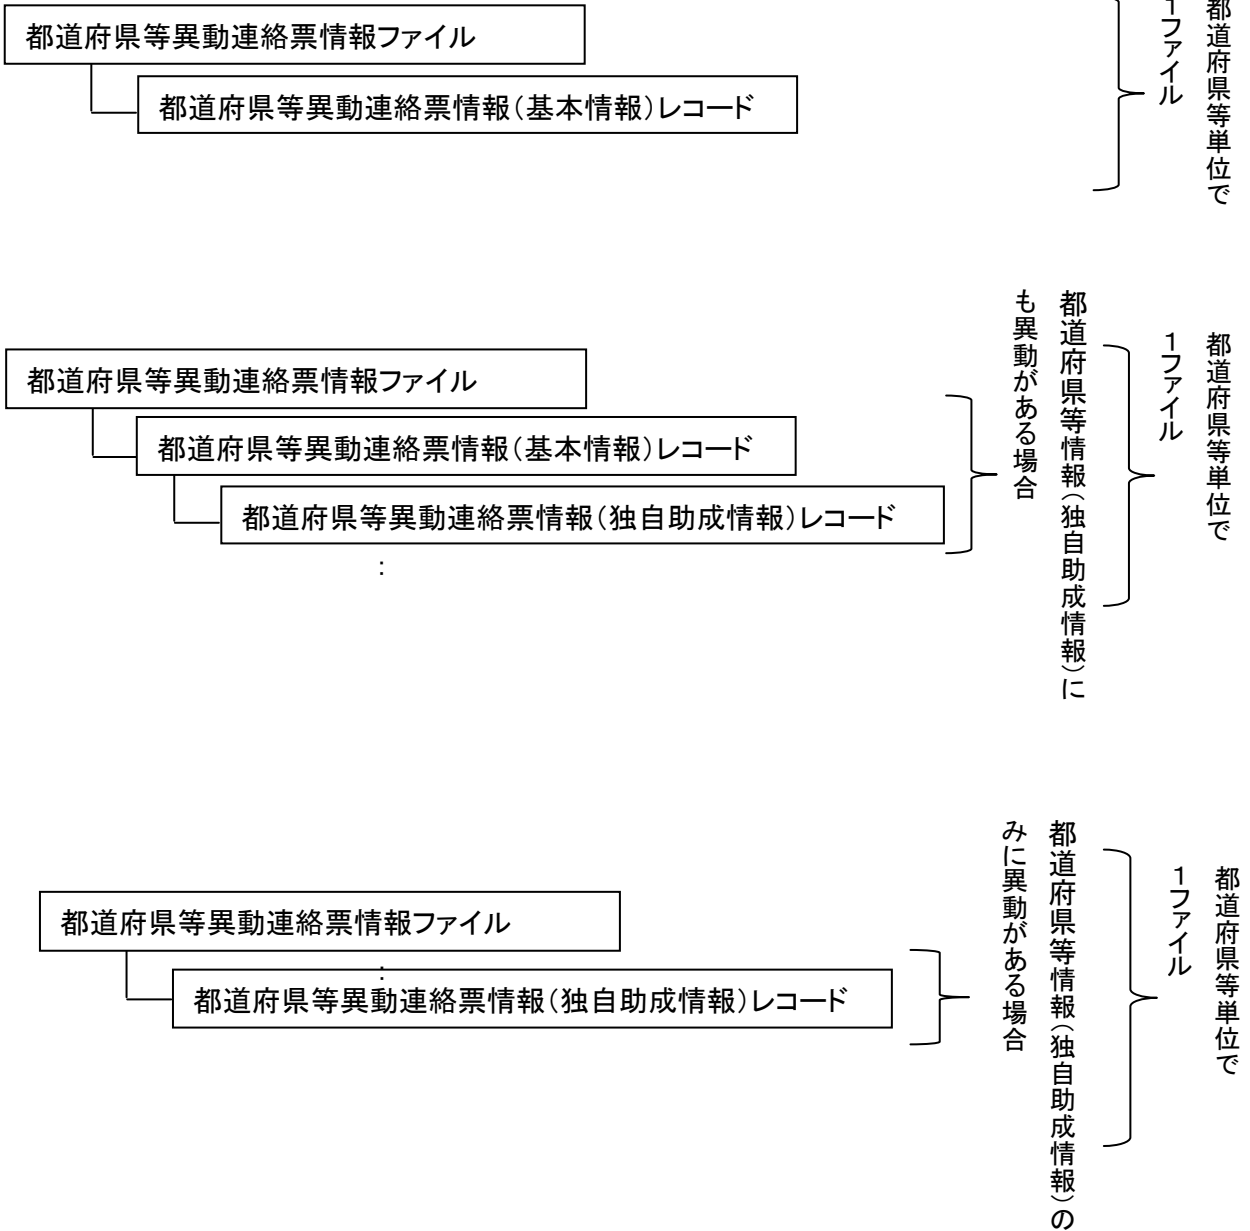 都道府県等異動連絡票情報ファイル
都道府県等異動連絡票情報（基本情報）レコード
都道府県等単位で
1ファイル
都道府県等異動連絡票情報ファイル
都道府県等異動連絡票情報（基本情報）レコード
都道府県等異動連絡票情報（独自助成情報）レコード
：
都道府県等情報（独自助成情報）に
も異動がある場合
都道府県等単位で
1ファイル
都道府県等異動連絡票情報ファイル
：
都道府県等異動連絡票情報（独自助成情報）レコード
都道府県等情報（独自助成情報）の
みに異動がある場合
都道府県等単位で
1ファイル